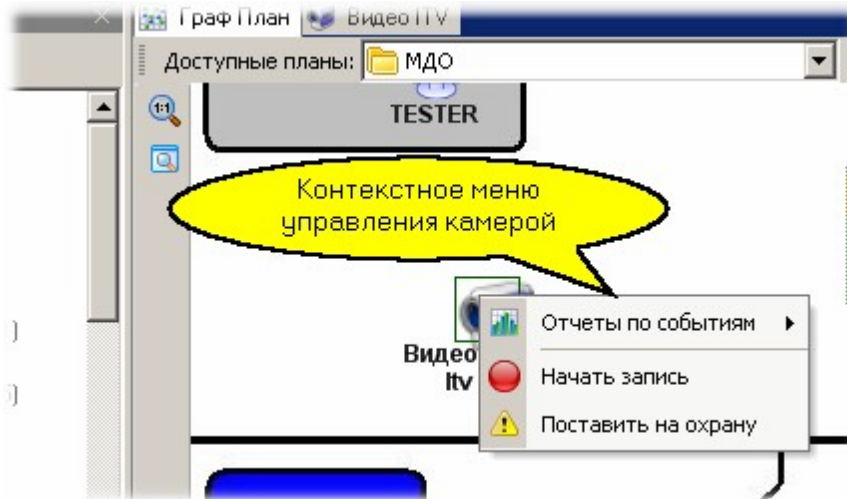 Граф План
Видео ITV
Доступные планы: МДО
1:1
TESTER
Контекстное меню
управления камерой
Отчеты по событиям
Видео
Itv
Начать запись
Поставить на охрану